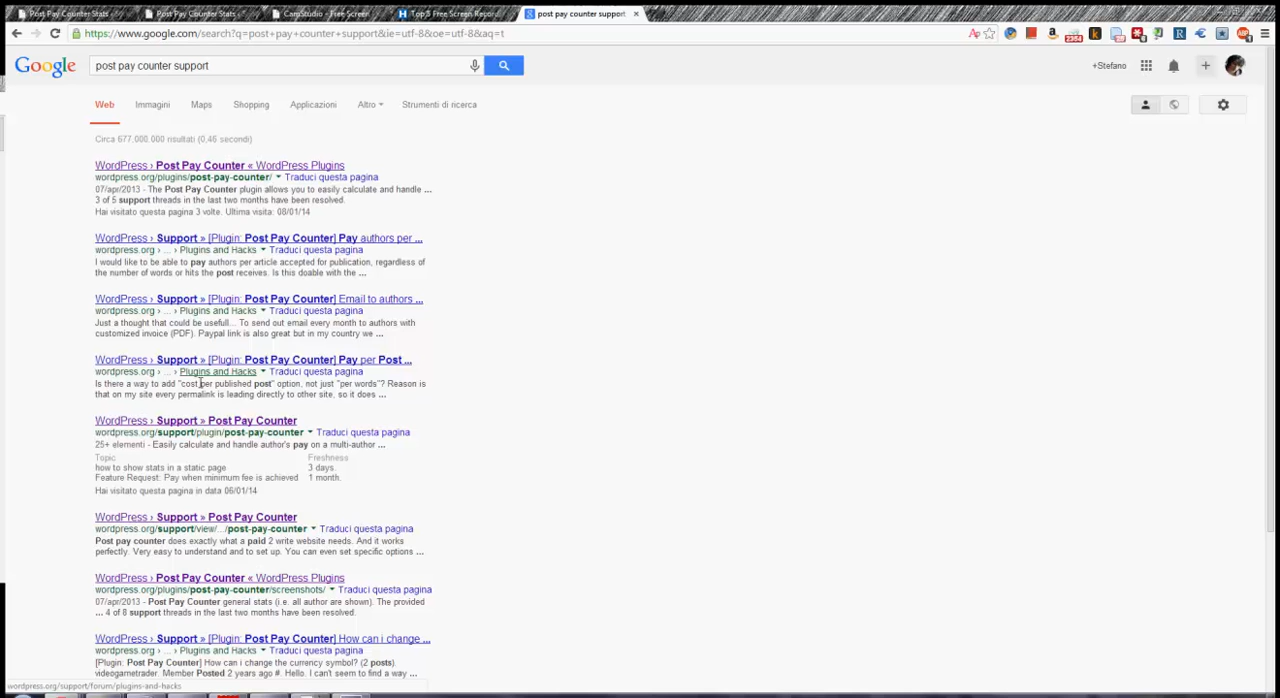 Post Pay Counter Stats
Post Pay Counter Stats
CamStudio - Free Screen
Top 5 Free Screen Record
post pay counter support
https://www.google.com/search?q=post+pay+counter+support&ie=utf-8&oe=utf-8&aq=t
Google
post pay counter support
+Stefano
Web Immagini Maps Shopping Applicazioni Altro Strumenti di ricerca
Circa 677.000.000 risultati (0,46 secondi)
WordPress › Post Pay Counter « WordPress Plugins
wordpress.org/plugins/post-pay-counter/ Traduci questa pagina
07/apr/2013 - The Post Pay Counter plugin allows you to easily calculate and handle ...
3 of 5 support threads in the last two months have been resolved.
Hai visitato questa pagina 3 volte. Ultima visita: 08/01/14
WordPress › Support » [Plugin: Post Pay Counter] Pay authors per ...
wordpress.org › ... › Plugins and Hacks Traduci questa pagina
I would like to be able to pay authors per article accepted for publication, regardless of
the number of words or hits the post receives. Is this doable with the ...
WordPress › Support » [Plugin: Post Pay Counter] Email to authors ...
wordpress.org › ... › Plugins and Hacks Traduci questa pagina
Just a thought that could be usefull... To send out email every month to authors with
customized invoice (PDF). Paypal link is also great but in my country we ...
WordPress › Support » [Plugin: Post Pay Counter] Pay per Post ...
wordpress.org › ... › Plugins and Hacks Traduci questa pagina
Is there a way to add "cost per published post" option, not just "per words"? Reason is
that on my site every permalink is leading directly to other site, so it does ...
WordPress › Support » Post Pay Counter
wordpress.org/support/plugin/post-pay-counter Traduci questa pagina
25+ elementi - Easily calculate and handle author's pay on a multi-author ...
Topic Freshness
how to show stats in a static page 3 days.
Feature Request: Pay when minimum fee is achieved 1 month.
Hai visitato questa pagina in data 06/01/14
WordPress › Support » Post Pay Counter
wordpress.org/support/view/.../post-pay-counter Traduci questa pagina
Post pay counter does exactly what a paid 2 write website needs. And it works
perfectly. Very easy to understand and to set up. You can even set specific options ...
WordPress › Post Pay Counter « WordPress Plugins
wordpress.org/plugins/post-pay-counter/screenshots/ Traduci questa pagina
07/apr/2013 - Post Pay Counter general stats (i.e. all author are shown). The provided
... 4 of 8 support threads in the last two months have been resolved.
WordPress › Support » [Plugin: Post Pay Counter] How can i change ...
wordpress.org › ... › Plugins and Hacks Traduci questa pagina
[Plugin: Post Pay Counter] How can i change the currency symbol? (2 posts).
videogametrader. Member Posted 2 years ago #. Hello. I can't seem to find a way ...
wordpress.org/support/forum/plugins-and-hacks